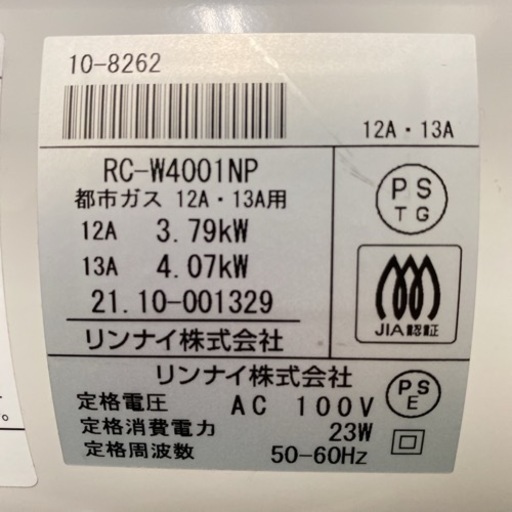 10-8262
12A・13A
RC-W4001NP
都市ガス 12A・13A用
12A 3.79kW
13A 4.07kW
21.10-001329
リンナイ株式会社
PS
TG
JIA認証
リンナイ株式会社
定格電圧 AC 100V
定格消費電力 23W
定格周波数 50-60Hz
PS
E
。